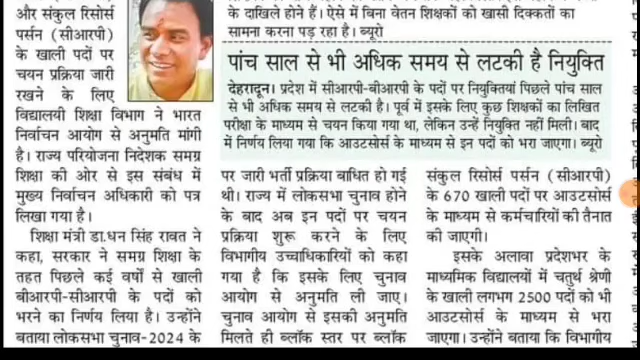 के दाखिले होने हैं। ऐसे में बिना वेतन शिक्षकों को खासी दिक्कतों का
सामना करना पड़ रहा है। ब्यूरो
पांच साल से भी अधिक समय से लटकी है नियुक्ति
देहरादून। प्रदेश में सीआरपी-बीआरपी के पदों पर नियुक्तियां पिछले पांच साल
से भी अधिक समय से लटकी है। पूर्व में इसके लिए कुछ शिक्षकों का लिखित
परीक्षा के माध्यम से चयन किया गया था, लेकिन उन्हें नियुक्ति नहीं मिली। बाद
में निर्णय लिया गया कि आउटसोर्स के माध्यम से इन पदों को भरा जाएगा। ब्यूरो
और संकुल रिसोर्स
पर्सन (सीआरपी)
के खाली पदों पर
चयन प्रक्रिया जारी
रखने के लिए
विद्यालयी शिक्षा विभाग ने भारत
निर्वाचन आयोग से अनुमति मांगी
है। राज्य परियोजना निदेशक समग्र
शिक्षा की ओर से इस संबंध में
मुख्य निर्वाचन अधिकारी को पत्र
लिखा गया है।
शिक्षा मंत्री डा.धन सिंह रावत ने
कहा, सरकार ने समग्र शिक्षा के
तहत पिछले कई वर्षों से खाली
बीआरपी-सीआरपी के पदों को
भरने का निर्णय लिया है। उन्होंने
बताया लोकसभा चुनाव-2024 के
पर जारी भर्ती प्रक्रिया बाधित हो गई
थी। राज्य में लोकसभा चुनाव होने
के बाद अब इन पदों पर चयन
प्रक्रिया शुरू करने के लिए
विभागीय उच्चाधिकारियों को कहा
गया है कि इसके लिए चुनाव
आयोग से अनुमति ली जाए।
चुनाव आयोग से इसकी अनुमति
मिलते ही ब्लॉक स्तर पर ब्लॉक
संकुल रिसोर्स पर्सन (सीआरपी)
के 670 खाली पदों पर आउटसोर्स
के माध्यम से कर्मचारियों की तैनात
की जाएगी।
इसके अलावा प्रदेशभर के
माध्यमिक विद्यालयों में चतुर्थ श्रेणी
के खाली लगभग 2500 पदों को भी
आउटसोर्स के माध्यम से भरा
जाएगा। उन्होंने बताया कि विभागीय